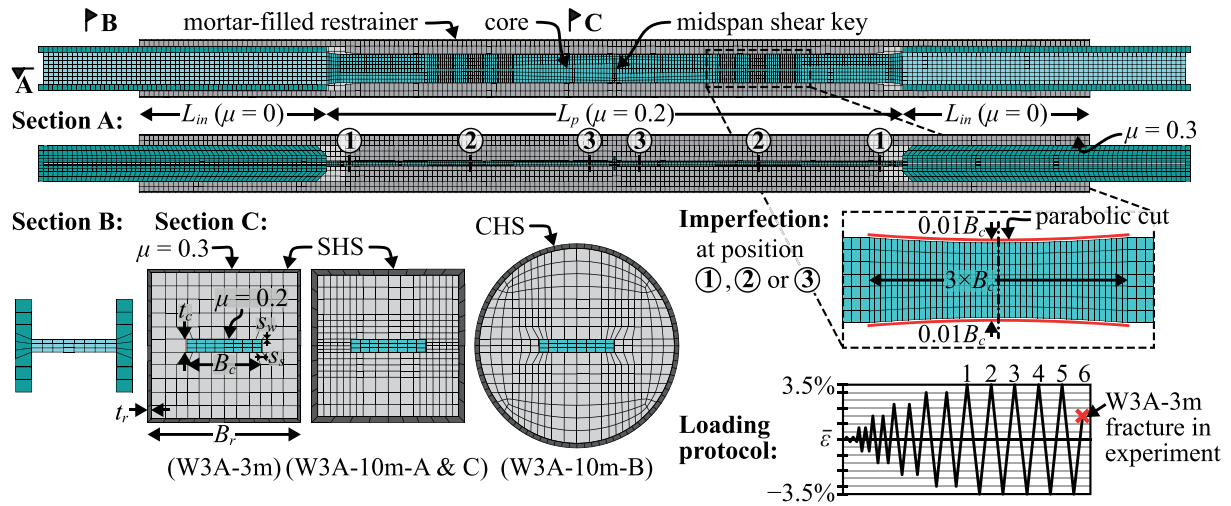 B
mortar-filled restrainer
core
C
midspan shear key
A
L_in (μ = 0)
L_p (μ = 0.2)
L_in (μ = 0)
Section A:
μ = 0.3
1 2 3 3 2 1
Section B:
Section C:
μ = 0.3
SHS
CHS
μ = 0.2
t_c
s_w
B_c
s_s
t_r
B_r
(W3A-3m)
(W3A-10m-A & C)
(W3A-10m-B)
Imperfection:
at position
1, 2 or 3
0.01B_c
parabolic cut
3×B_c
0.01B_c
Loading
protocol:
3.5%
ε̄
−3.5%
1 2 3 4 5 6
W3A-3m
fracture in
experiment